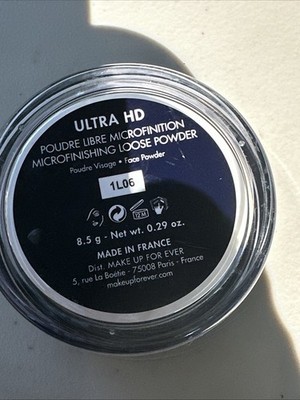 ULTRA HD
POUDRE LIBRE MICROFINITION
MICROFINISHING LOOSE POWDER
Poudre Visage • Face Powder
1L06
12 M
8.5 g - Net wt. 0.29 oz.
MADE IN FRANCE
Dist. MAKE UP FOR EVER
5, rue La Boétie - 75008 Paris - France
makeupforever.com